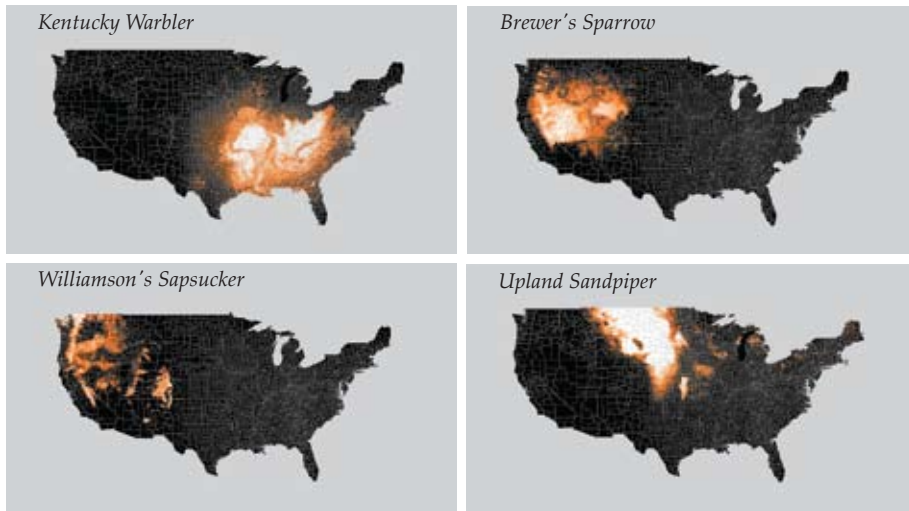 Kentucky Warbler
Brewer's Sparrow
Williamson's Sapsucker
Upland Sandpiper